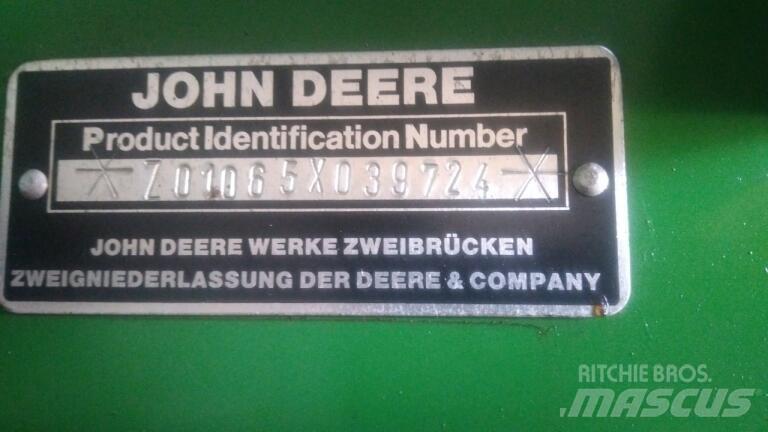 JOHN DEERE
Product Identification Number
*Z01065X039724*
JOHN DEERE WERKE ZWEIBRÜCKEN
ZWEIGNIEDERLASSUNG DER DEERE & COMPANY
RITCHIE BROS.
MASCUS